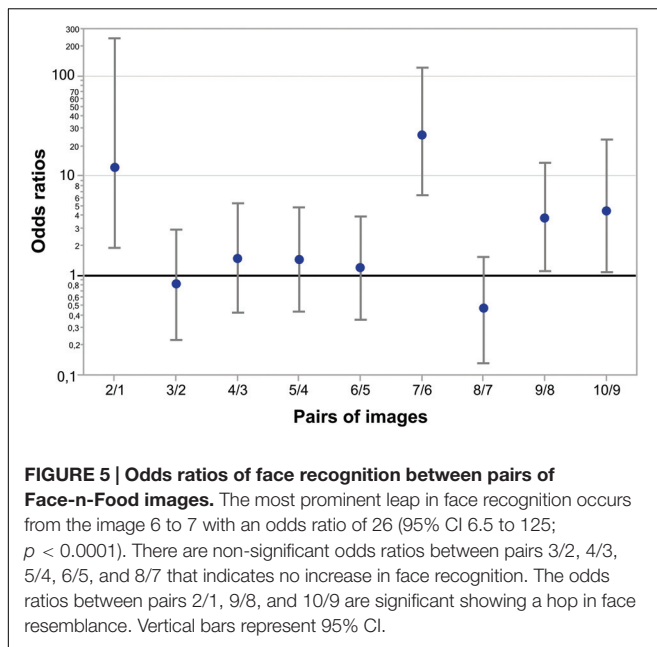 300
200
100
70
60
50
40
30
20
10
8
6
5
4
3
2
1
0,8
0,6
0,5
0,4
0,3
0,2
0,1
Odds ratios
2/1 3/2 4/3 5/4 6/5 7/6 8/7 9/8 10/9
Pairs of images
FIGURE 5 | Odds ratios of face recognition between pairs of
Face-n-Food images. The most prominent leap in face recognition occurs
from the image 6 to 7 with an odds ratio of 26 (95% CI 6.5 to 125;
p < 0.0001). There are non-significant odds ratios between pairs 3/2, 4/3,
5/4, 6/5, and 8/7 that indicates no increase in face recognition. The odds
ratios between pairs 2/1, 9/8, and 10/9 are significant showing a hop in face
resemblance. Vertical bars represent 95% CI.